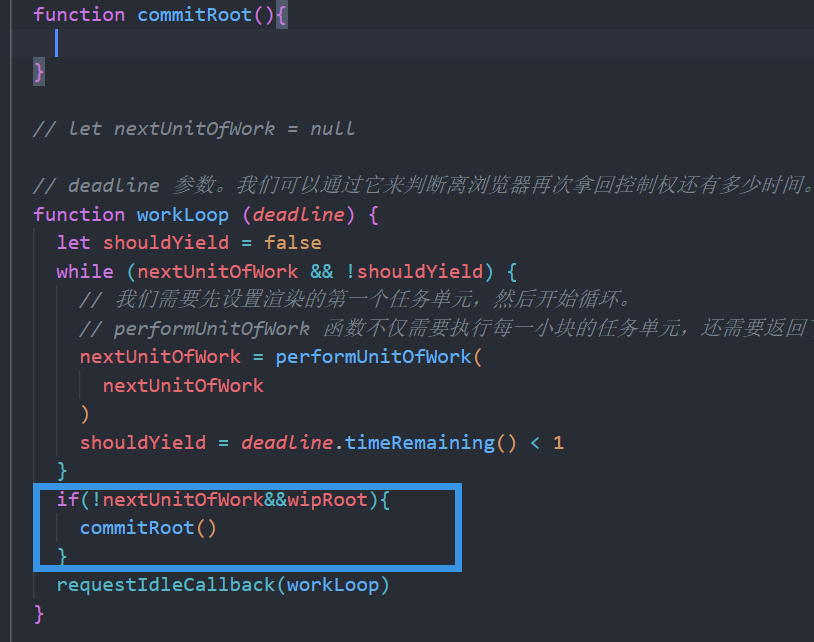 function commitRoot(){
}
// let nextUnitOfWork = null
// deadline 参数。我们可以通过它来判断离浏览器再次拿回控制权还有多少时间。
function workLoop (deadline) {
let shouldYield = false
while (nextUnitOfWork && !shouldYield) {
// 我们需要先设置渲染的第一个任务单元，然后开始循环。
// performUnitOfWork 函数不仅需要执行每一小块的任务单元，还需要返回
nextUnitOfWork = performUnitOfWork(
nextUnitOfWork
)
shouldYield = deadline.timeRemaining() < 1
}
if(!nextUnitOfWork&&wipRoot){
commitRoot()
}
requestIdleCallback(workLoop)
}